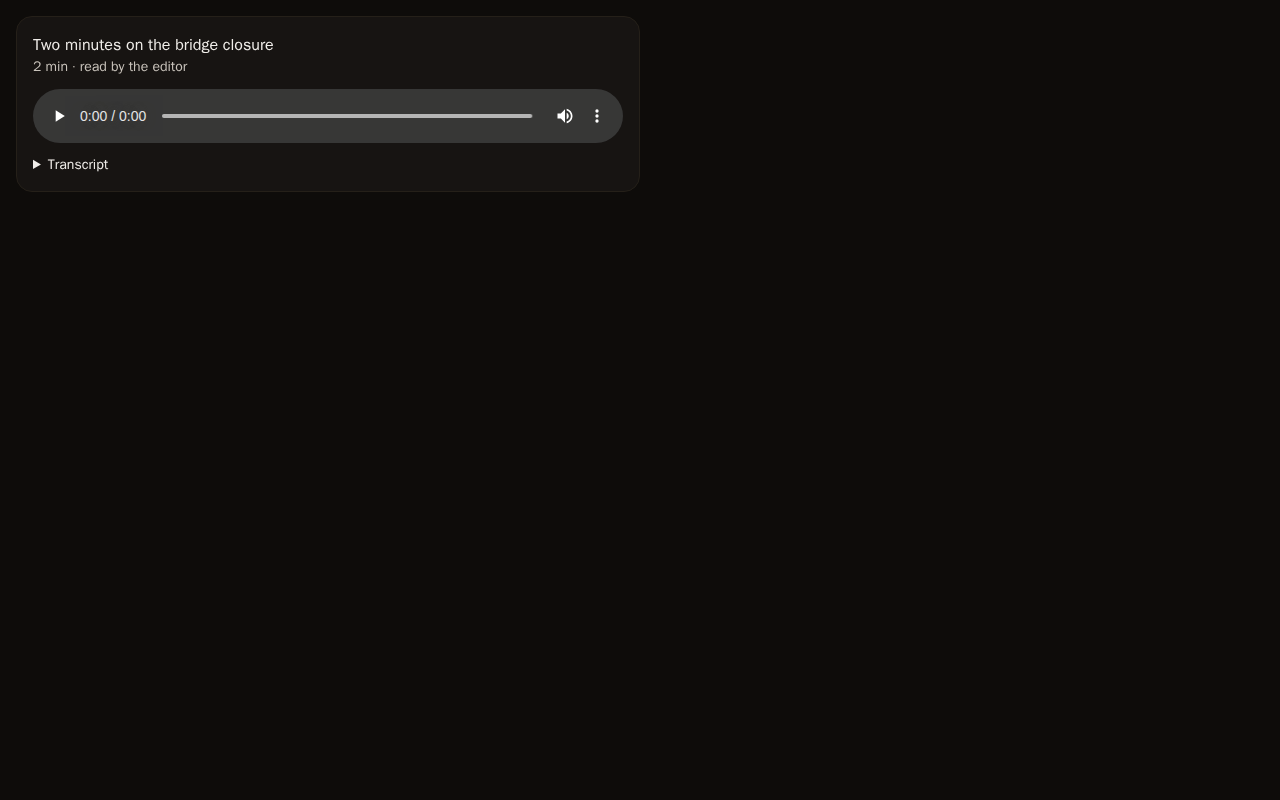 Two minutes on the bridge closure
2 min · read by the editor
0:00 / 0:00
Transcript